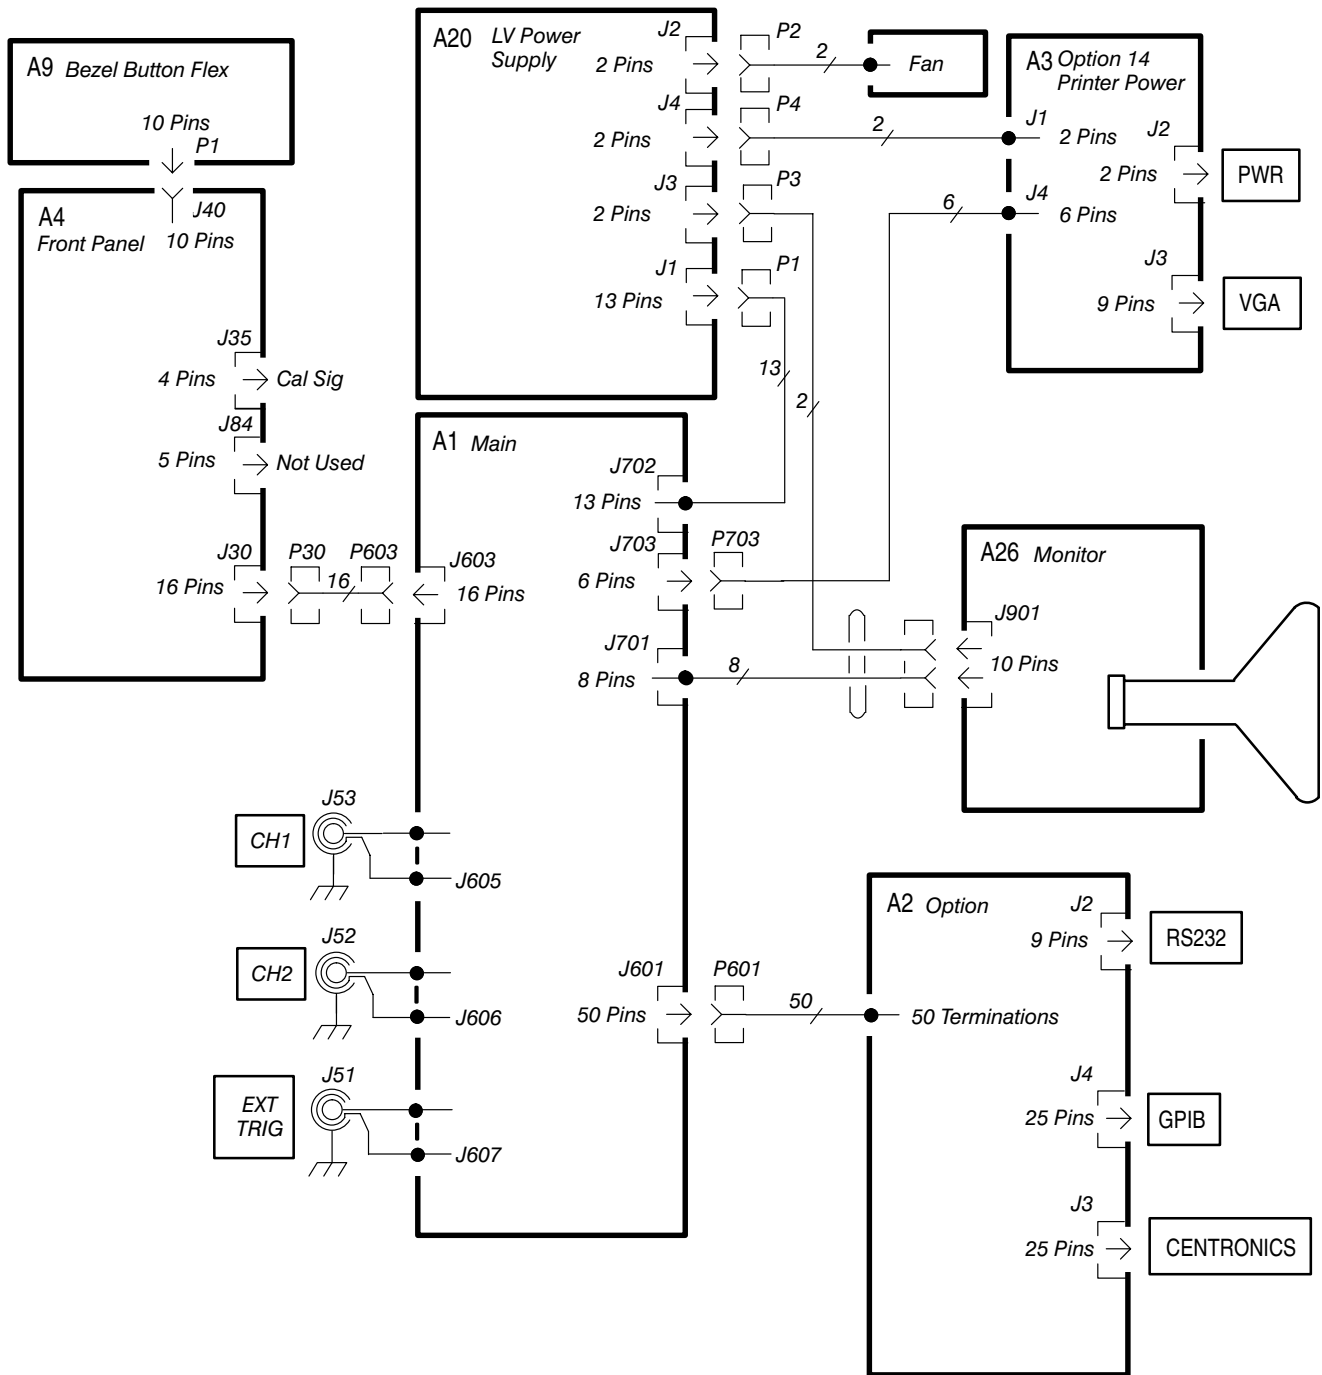 A9 Bezel Button Flex
10 Pins
P1
A4
Front Panel
J40
10 Pins
J35
4 Pins
Cal Sig
J84
5 Pins
Not Used
J30
16 Pins
P30
16
P603
J603
16 Pins
A20 LV Power
Supply
J2
2 Pins
P2
2
Fan
J4
2 Pins
P4
2
J3
2 Pins
P3
J1
13 Pins
P1
13
2
6
A3 Option 14
Printer Power
J1
2 Pins
J2
2 Pins
PWR
J4
6 Pins
J3
9 Pins
VGA
A1 Main
J702
13 Pins
J703
6 Pins
P703
J701
8 Pins
8
A26 Monitor
J901
10 Pins
CH1
J53
J605
CH2
J52
J606
EXT
TRIG
J51
J607
J601
50 Pins
P601
50
A2 Option
50 Terminations
J2
9 Pins
RS232
J4
25 Pins
GPIB
J3
25 Pins
CENTRONICS